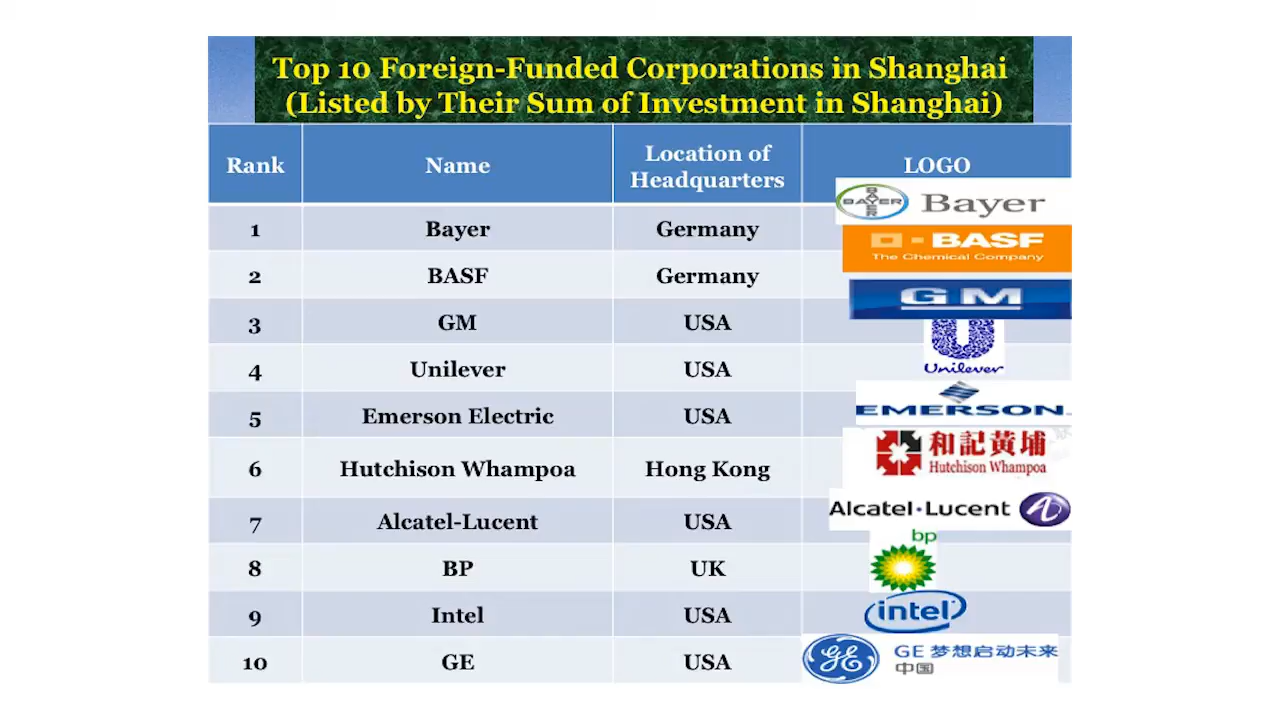 Top 10 Foreign-Funded Corporations in Shanghai
(Listed by Their Sum of Investment in Shanghai)
Rank Name Location of Headquarters LOGO
1 Bayer Germany BAYER BAYER Bayer
2 BASF Germany BASF
The Chemical Company
3 GM USA GM
4 Unilever USA Unilever
5 Emerson Electric USA EMERSON
6 Hutchison Whampoa Hong Kong 和記黃埔
Hutchison Whampoa
7 Alcatel-Lucent USA Alcatel·Lucent
8 BP UK bp
9 Intel USA intel
10 GE USA GE GE 梦想启动未来
中国